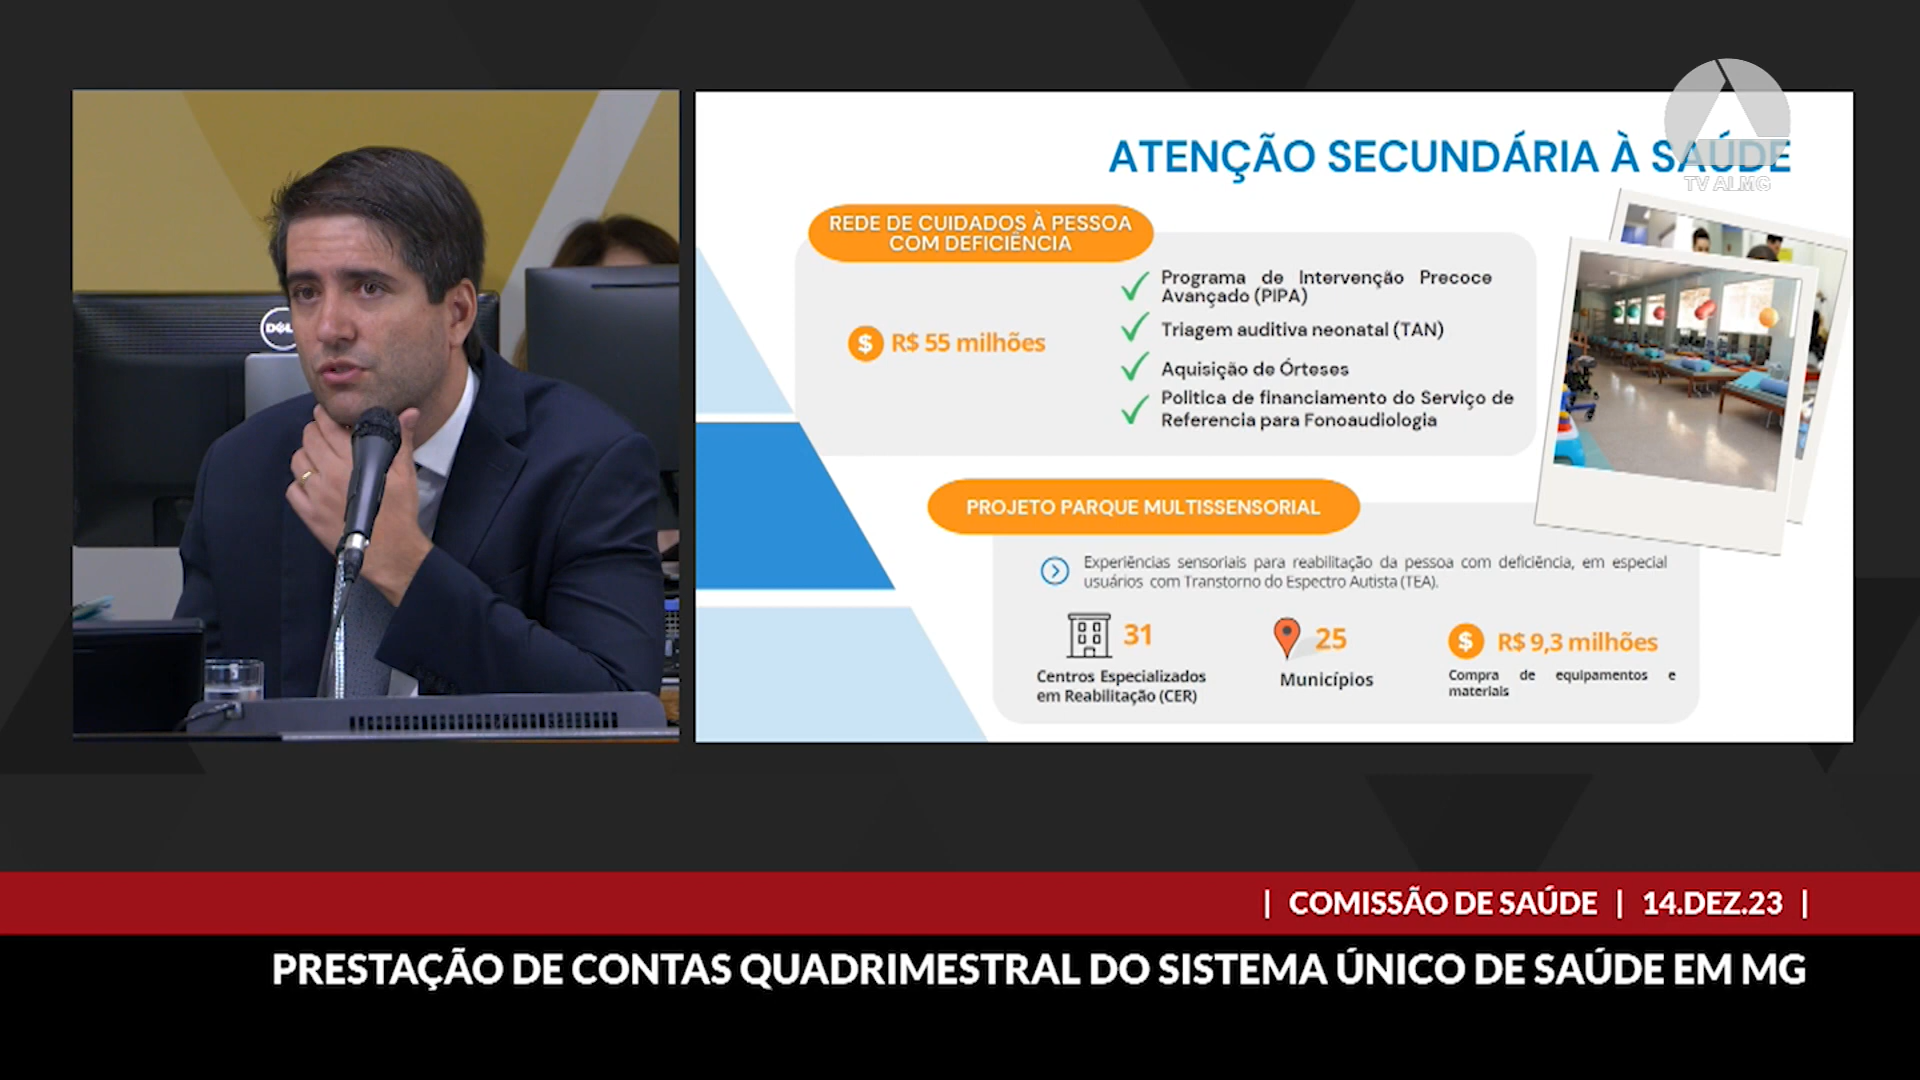 ATENÇÃO SECUNDÁRIA À SAÚDE
TV ALMG
REDE DE CUIDADOS À PESSOA
COM DEFICIÊNCIA
R$ 55 milhões
Programa de Intervenção Precoce
Avançado (PIPA)
Triagem auditiva neonatal (TAN)
Aquisição de Órteses
Politica de financiamento do Serviço de
Referencia para Fonoaudiologia
PROJETO PARQUE MULTISSENSORIAL
Experiências sensoriais para reabilitação da pessoa com deficiência, em especial
usuários com Transtorno do Espectro Autista (TEA).
31
Centros Especializados
em Reabilitação (CER)
25
Municípios
R$ 9,3 milhões
Compra de equipamentos e
materiais
DELL
| COMISSÃO DE SAÚDE | 14.DEZ.23 |
PRESTAÇÃO DE CONTAS QUADRIMESTRAL DO SISTEMA ÚNICO DE SAÚDE EM MG